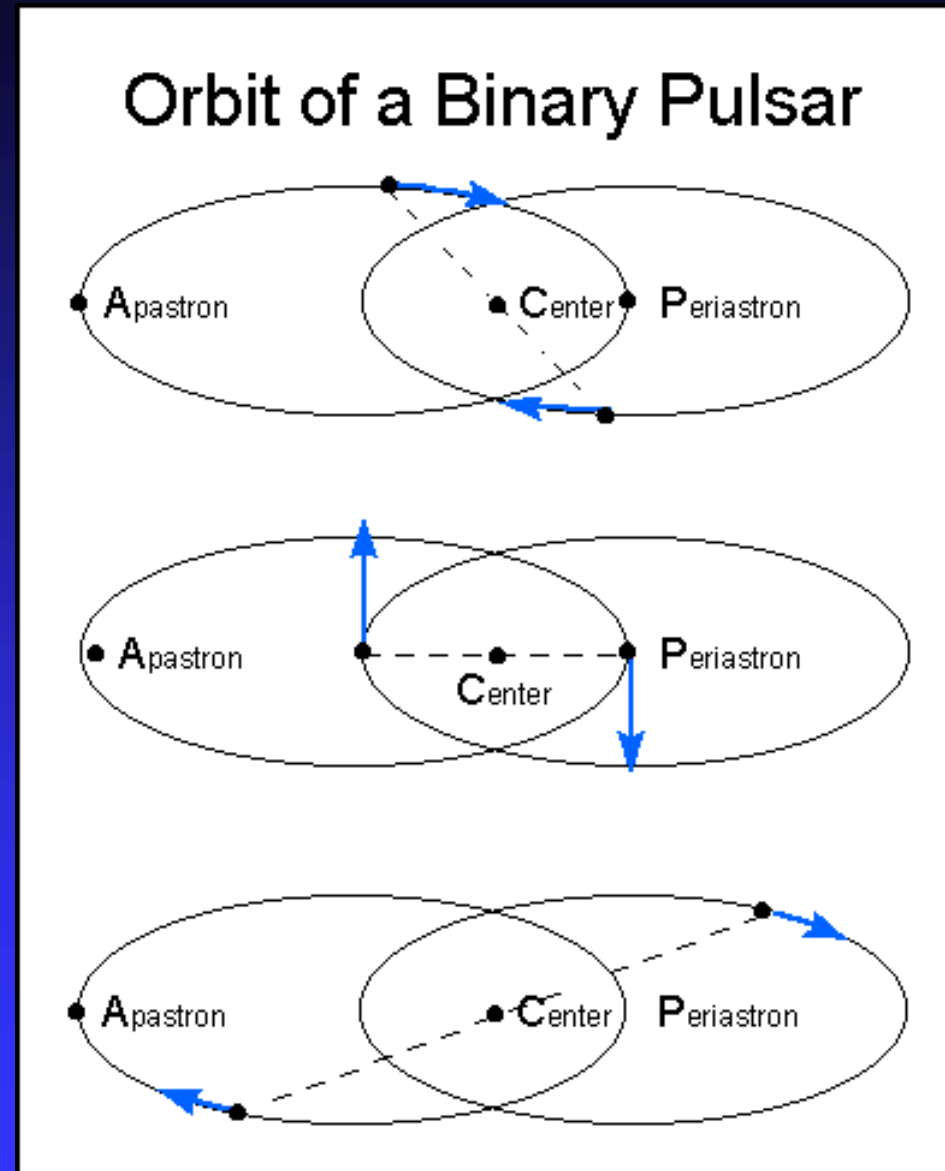 Orbit of a Binary Pulsar
Apastron Center Periastron
Apastron Periastron
Center
Apastron Center Periastron